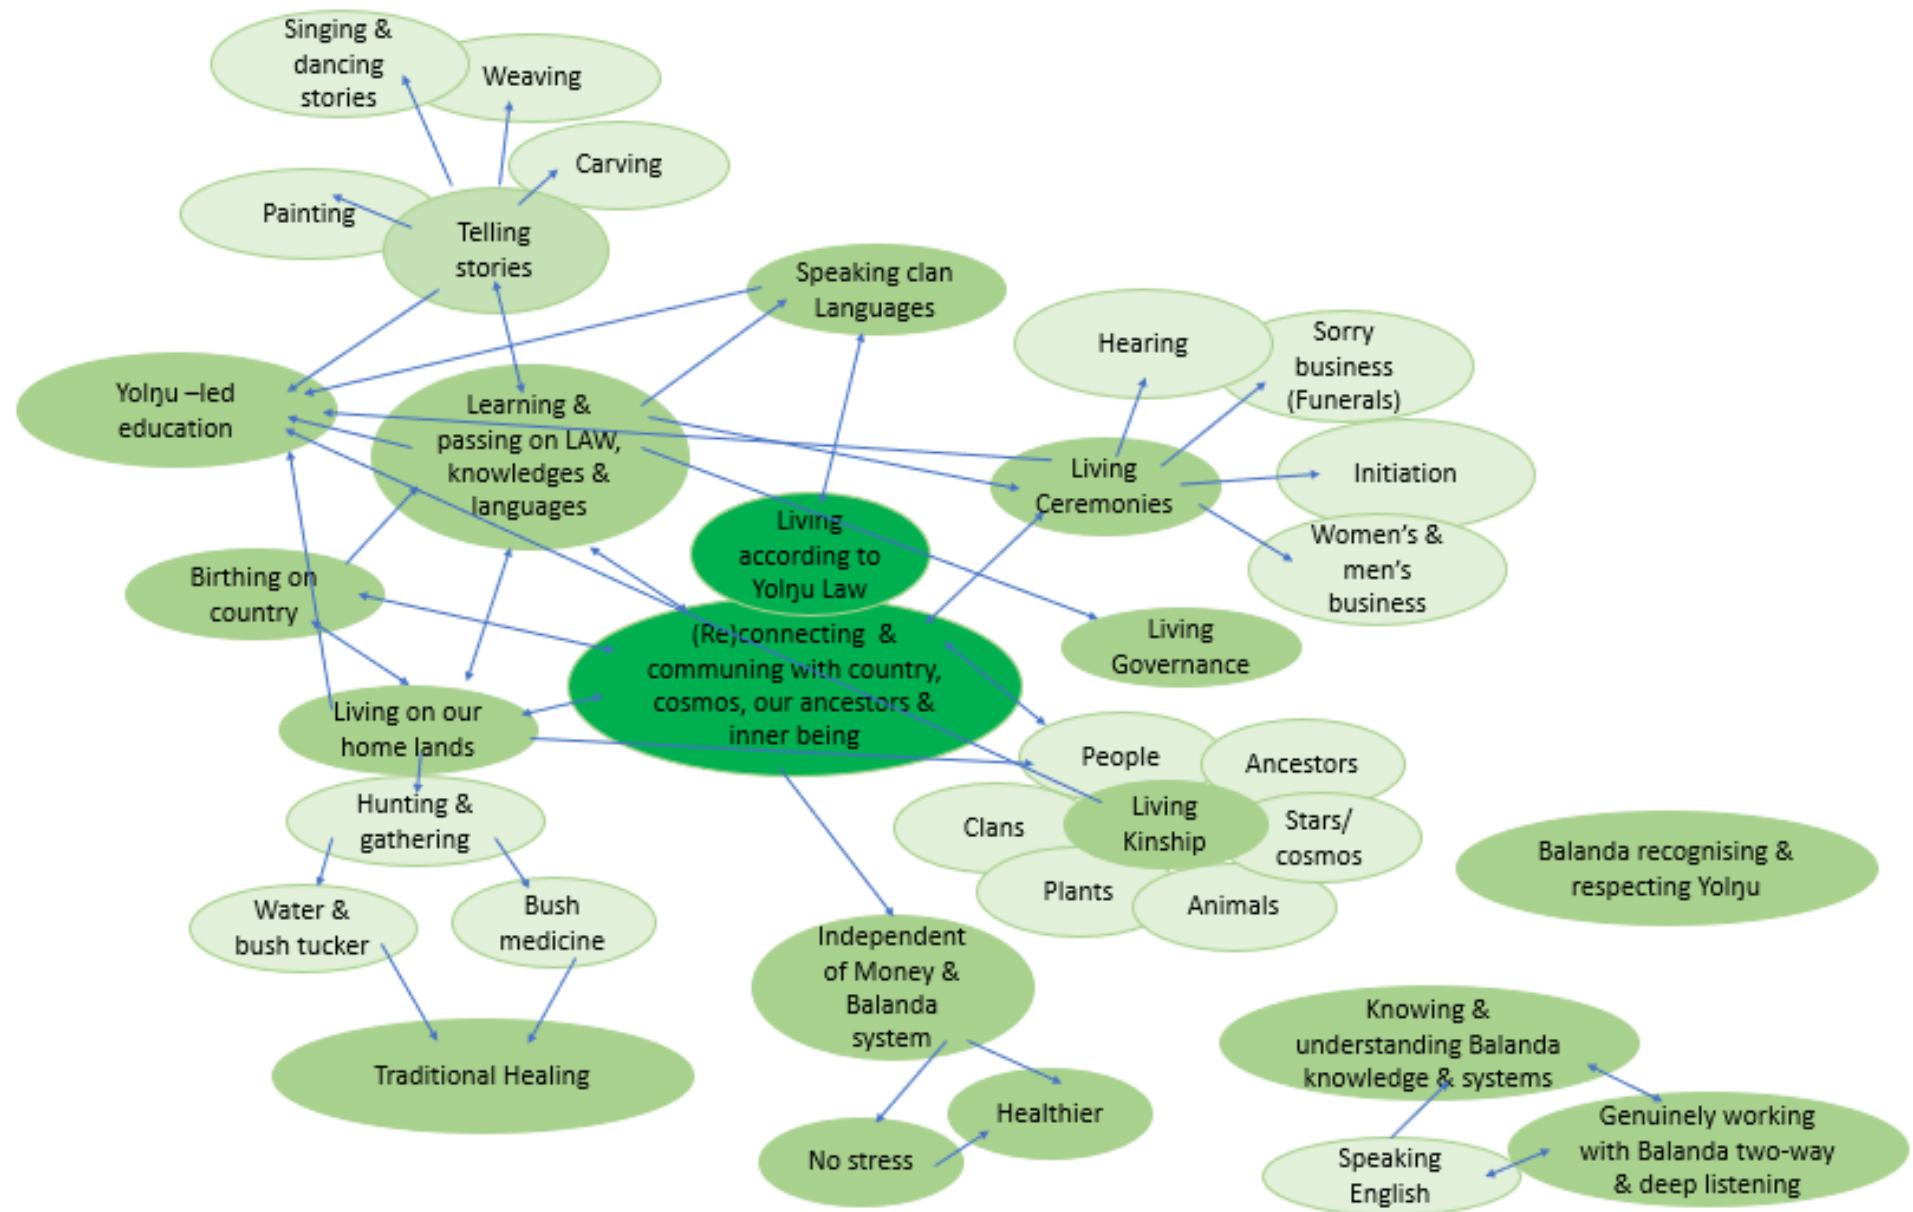 Singing &
dancing
stories
Weaving
Carving
Painting
Telling
stories
Speaking clan
Languages
Hearing
Sorry
business
(Funerals)
Yolŋu –led
education
Learning &
passing on LAW,
knowledges &
languages
Living
Ceremonies
Initiation
Women's &
men's
business
Living
according to
Yolŋu Law
Birthing on
country
(Re)connecting &
communing with country,
cosmos, our ancestors &
inner being
Living
Governance
Living on our
home lands
People
Ancestors
Clans
Living
Kinship
Stars/
cosmos
Plants
Animals
Hunting &
gathering
Water &
bush tucker
Bush
medicine
Traditional Healing
Balanda recognising &
respecting Yolŋu
Independent
of Money &
Balanda
system
No stress
Healthier
Knowing &
understanding Balanda
knowledge & systems
Genuinely working
with Balanda two-way
& deep listening
Speaking
English